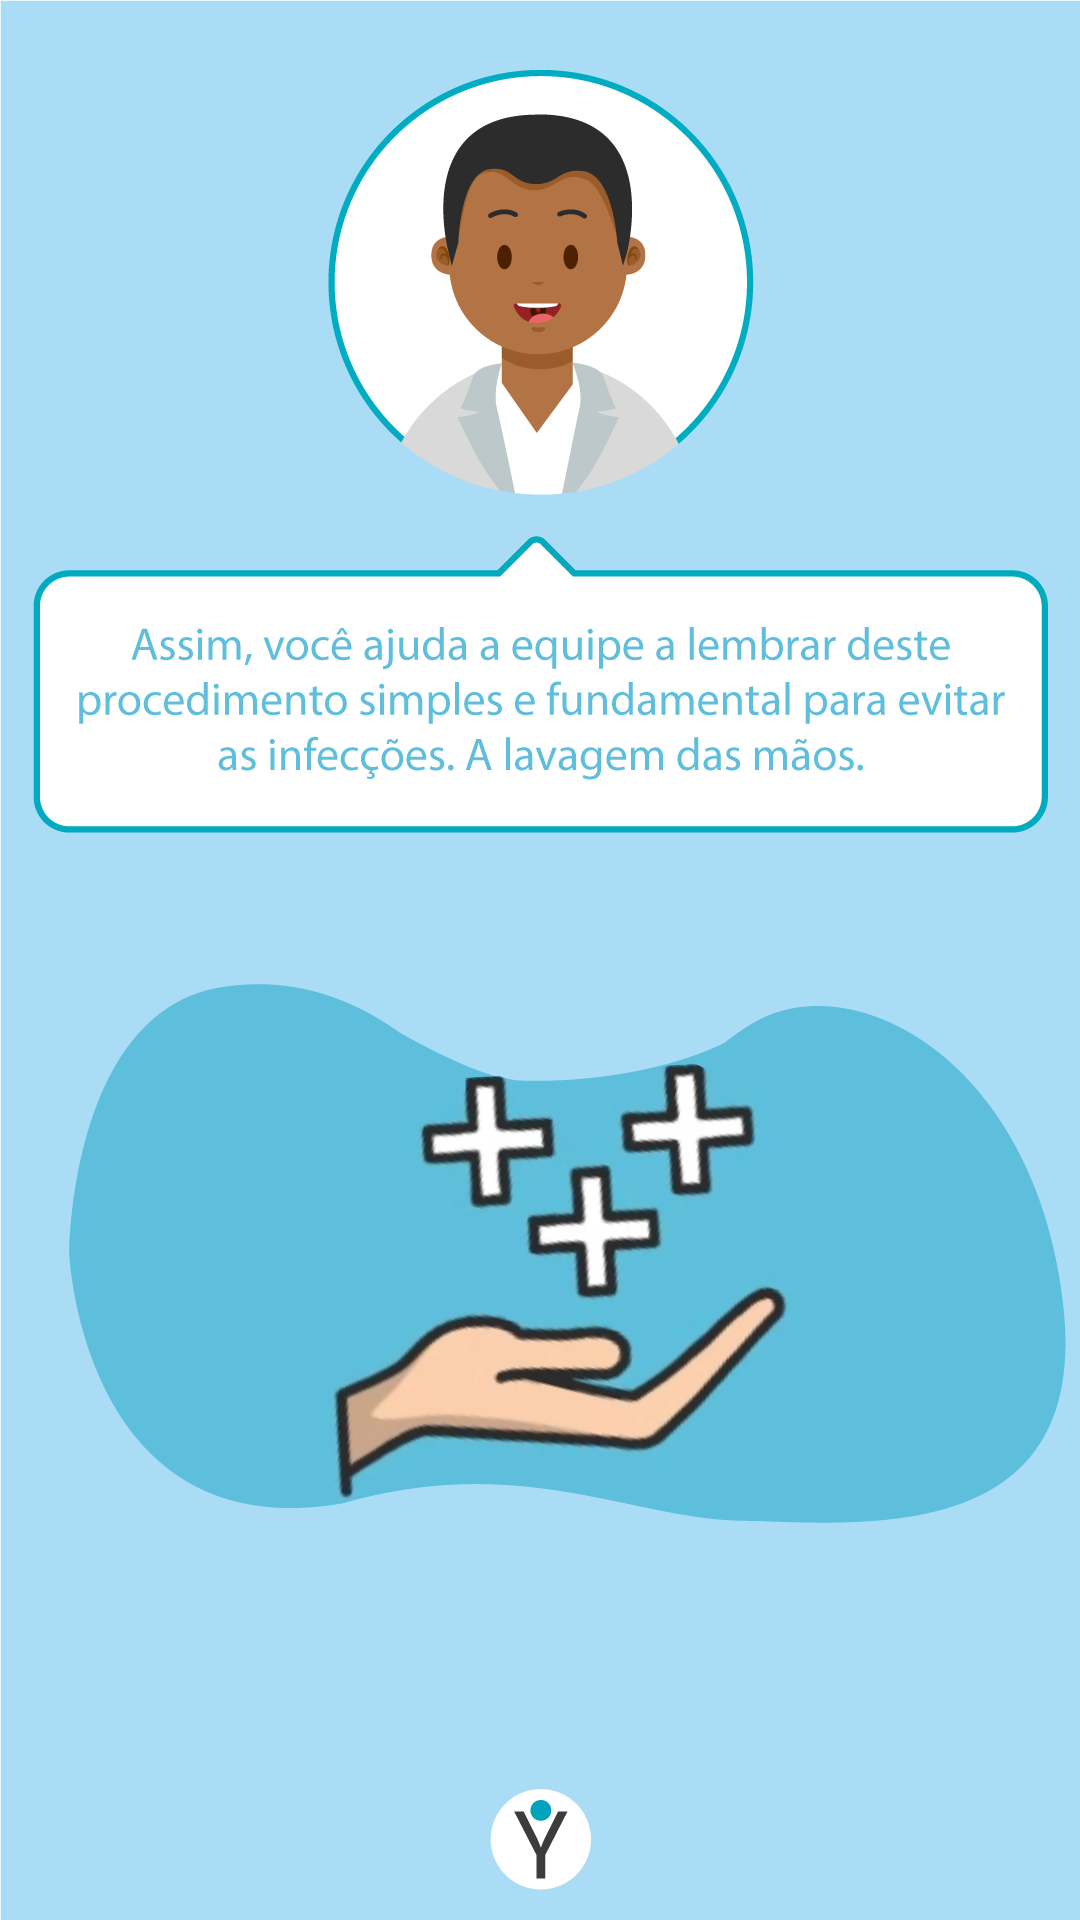 Assim, você ajuda a equipe a lembrar deste
procedimento simples e fundamental para evitar
as infecções. A lavagem das mãos.
Y